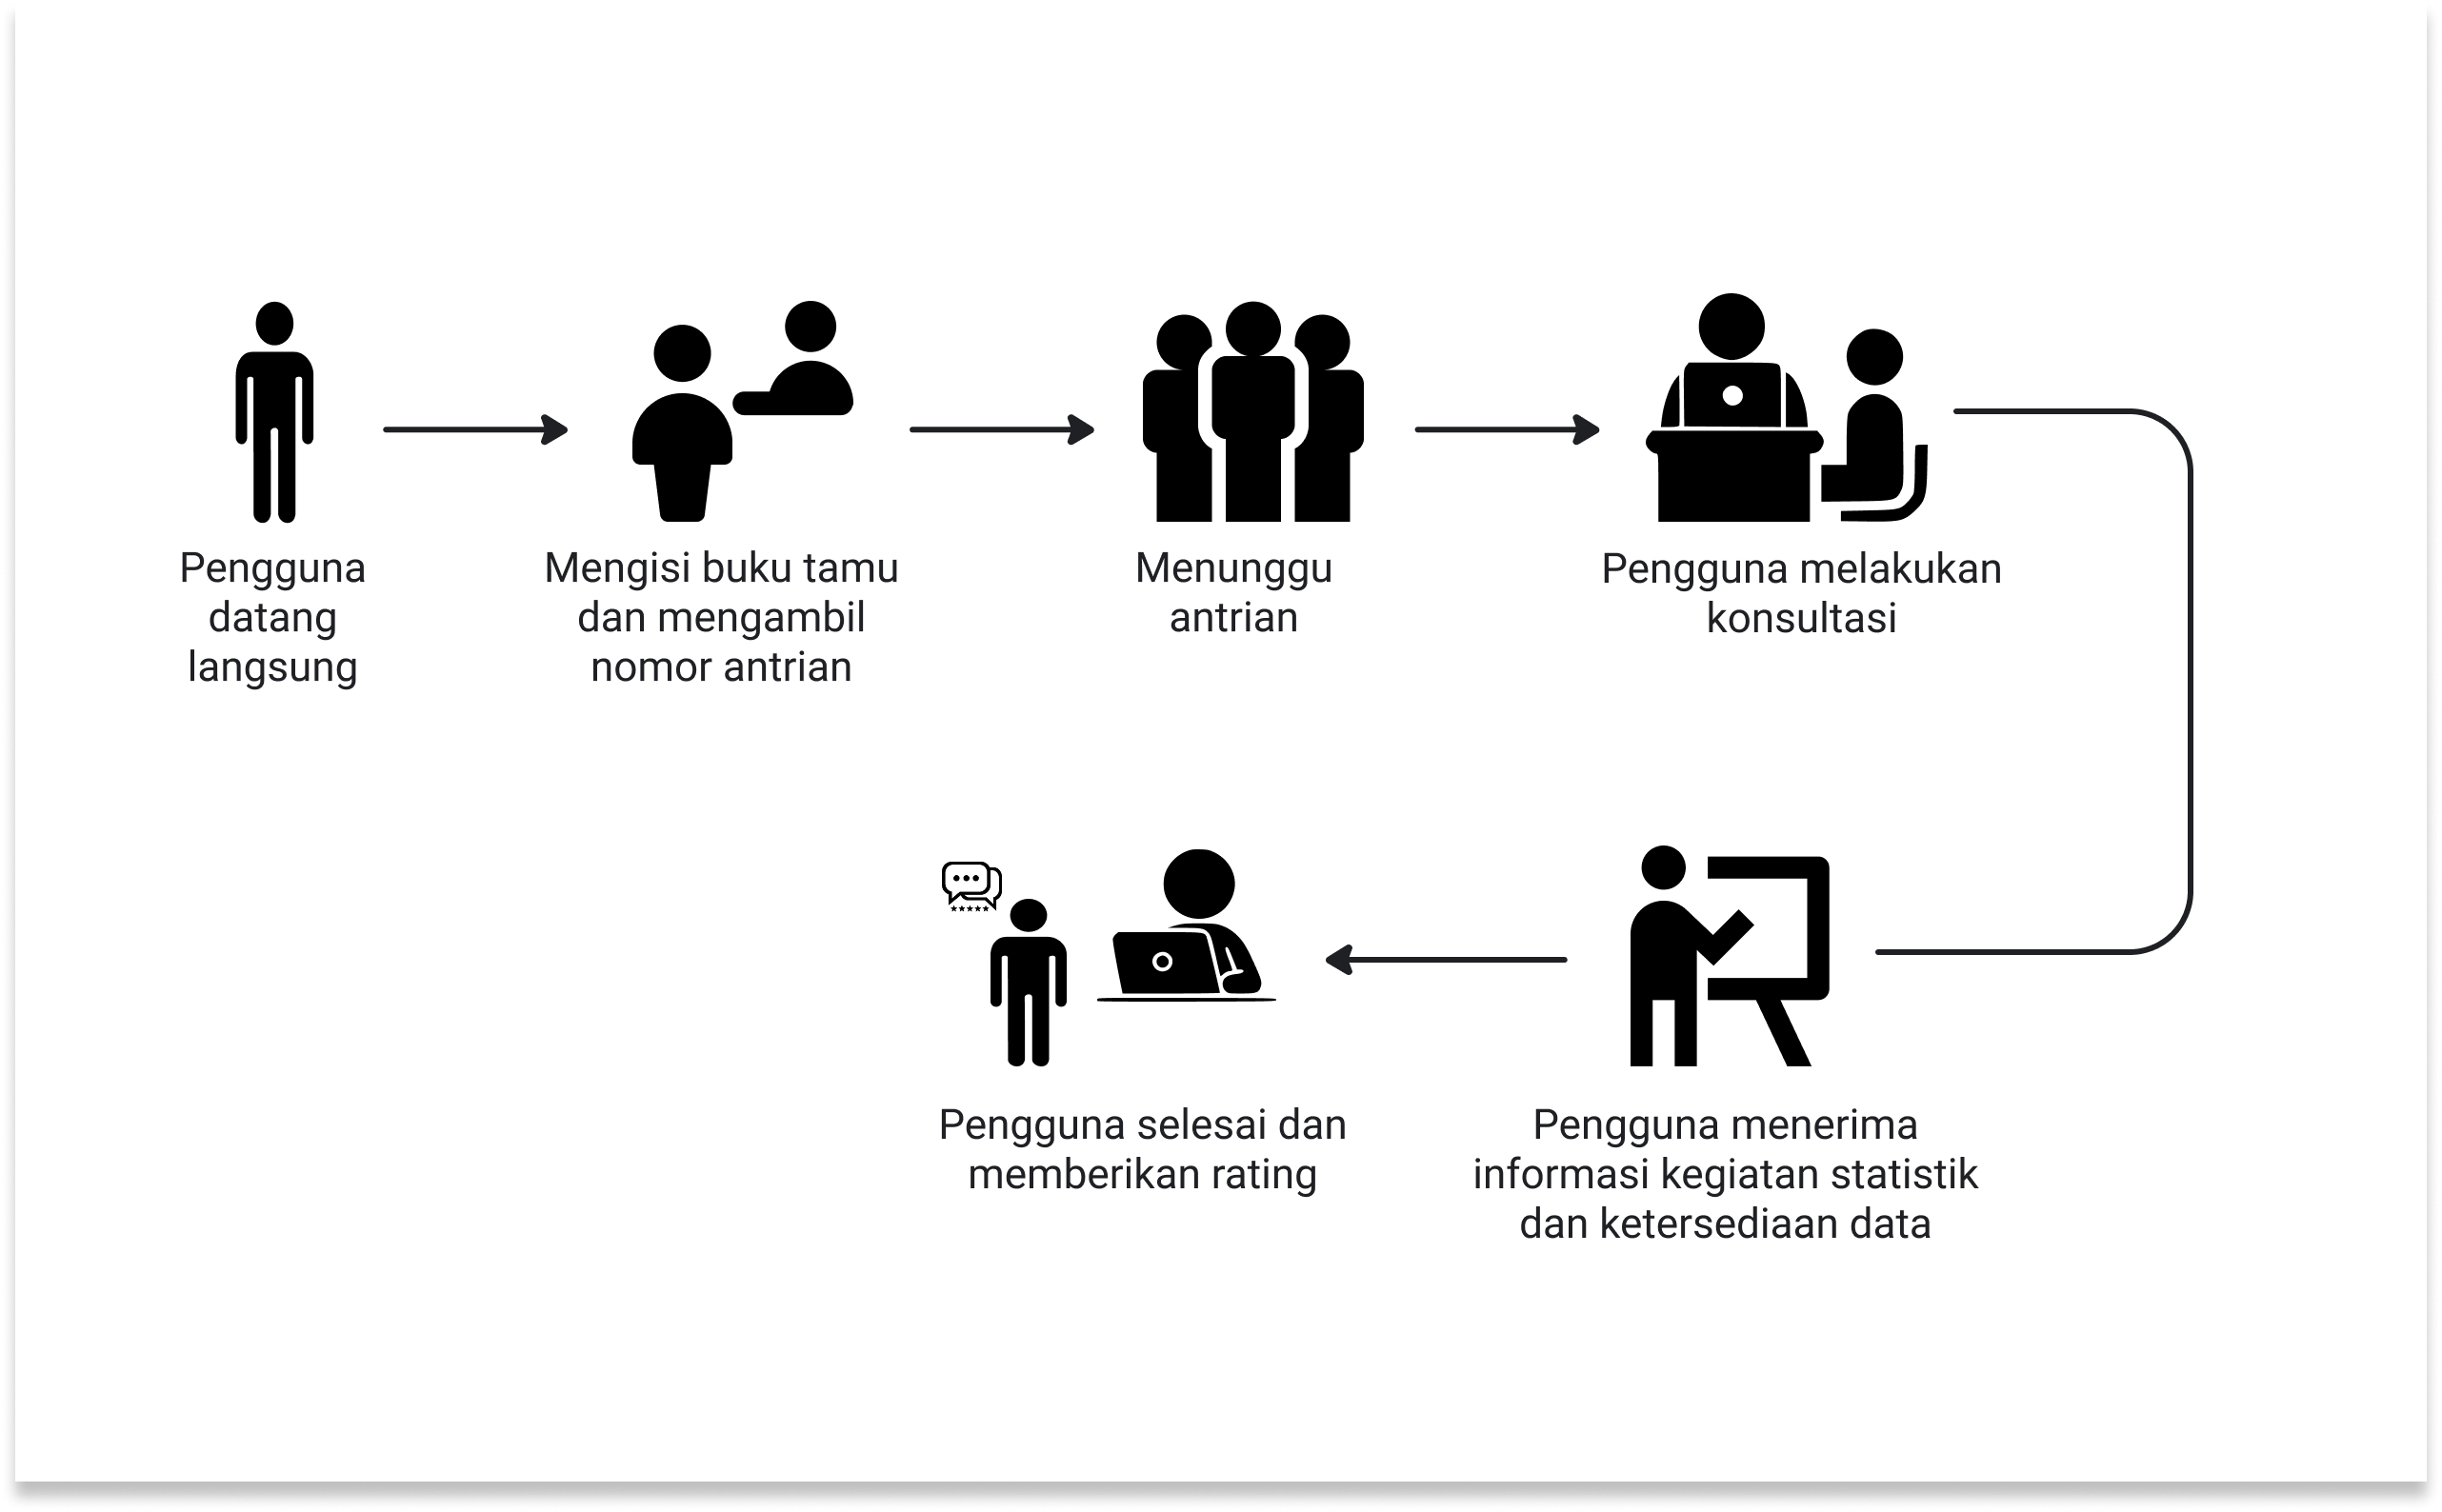 Pengguna
datang
langsung
Mengisi buku tamu
dan mengambil
nomor antrian
Menunggu
antrian
Pengguna melakukan
konsultasi
Pengguna menerima
informasi kegiatan statistik
dan ketersediaan data
Pengguna selesai dan
memberikan rating